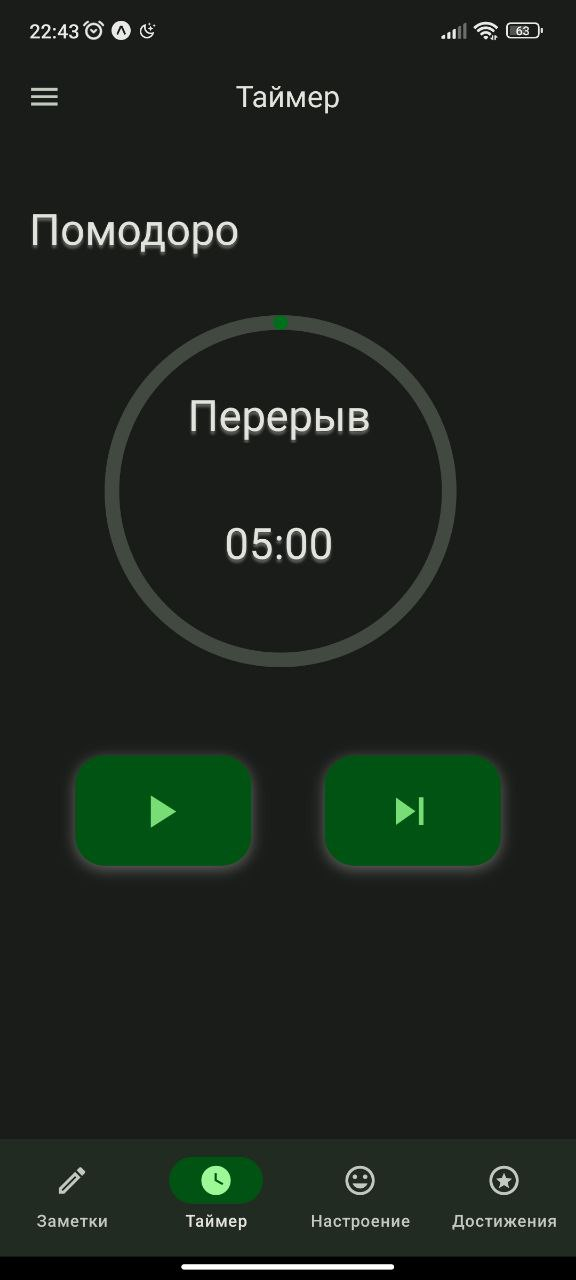 22:43
63
Таймер
Помодоро
Перерыв
05:00
Заметки Таймер Настроение Достижения